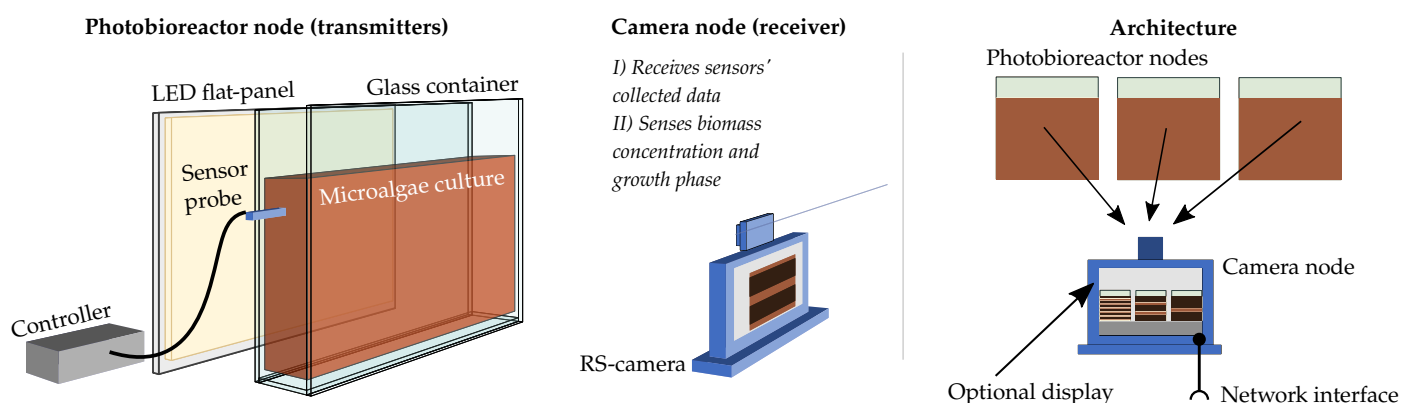 Photobioreactor node (transmitters)
LED flat-panel
Glass container
Sensor
probe
Microalgae culture
Controller
Camera node (receiver)
I) Receives sensors'
collected data
II) Senses biomass
concentration and
growth phase
RS-camera
Architecture
Photobioreactor nodes
Camera node
Optional display
Network interface